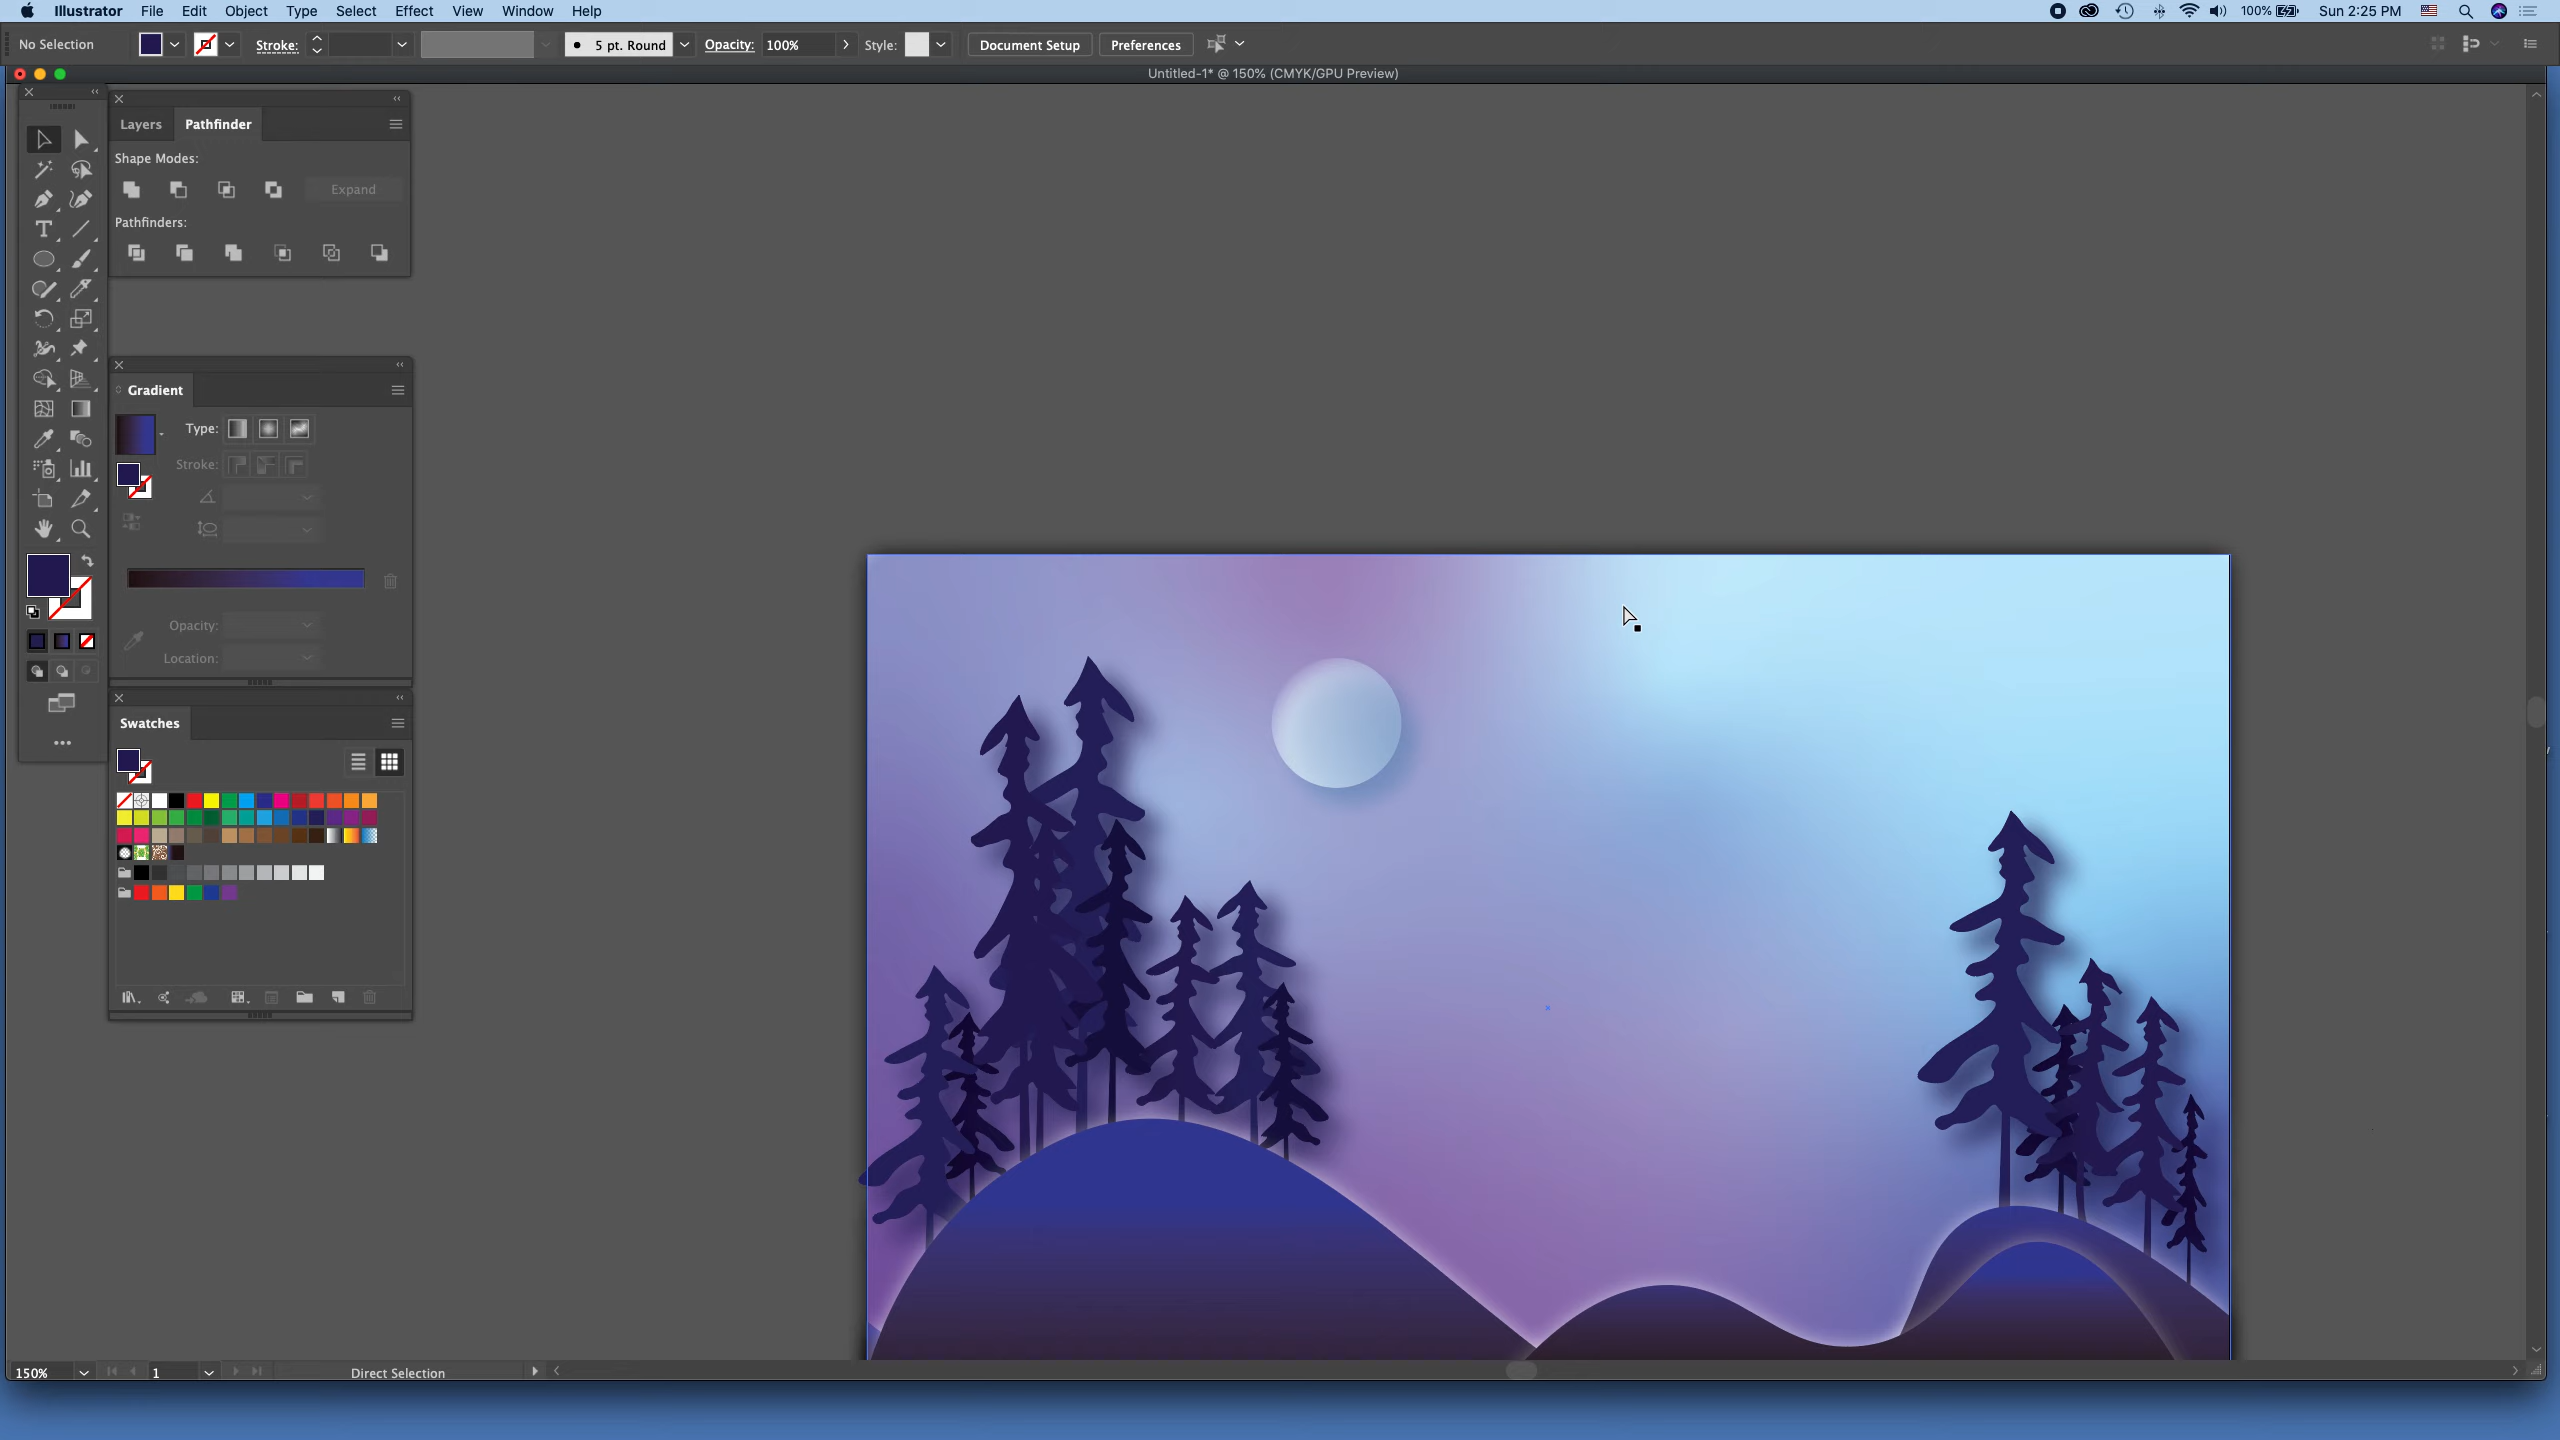 Illustrator File Edit Object Type Select Effect View Window Help 100% Sun 2:25 PM
No Selection Stroke: 5 pt. Round Opacity: 100% Style: Document Setup Preferences
Untitled-1* @ 150% (CMYK/GPU Preview)
Layers Pathfinder
Shape Modes:
Expand
Pathfinders:
Gradient
Type:
Stroke:
Opacity:
Location:
Swatches
150% 1 Direct Selection